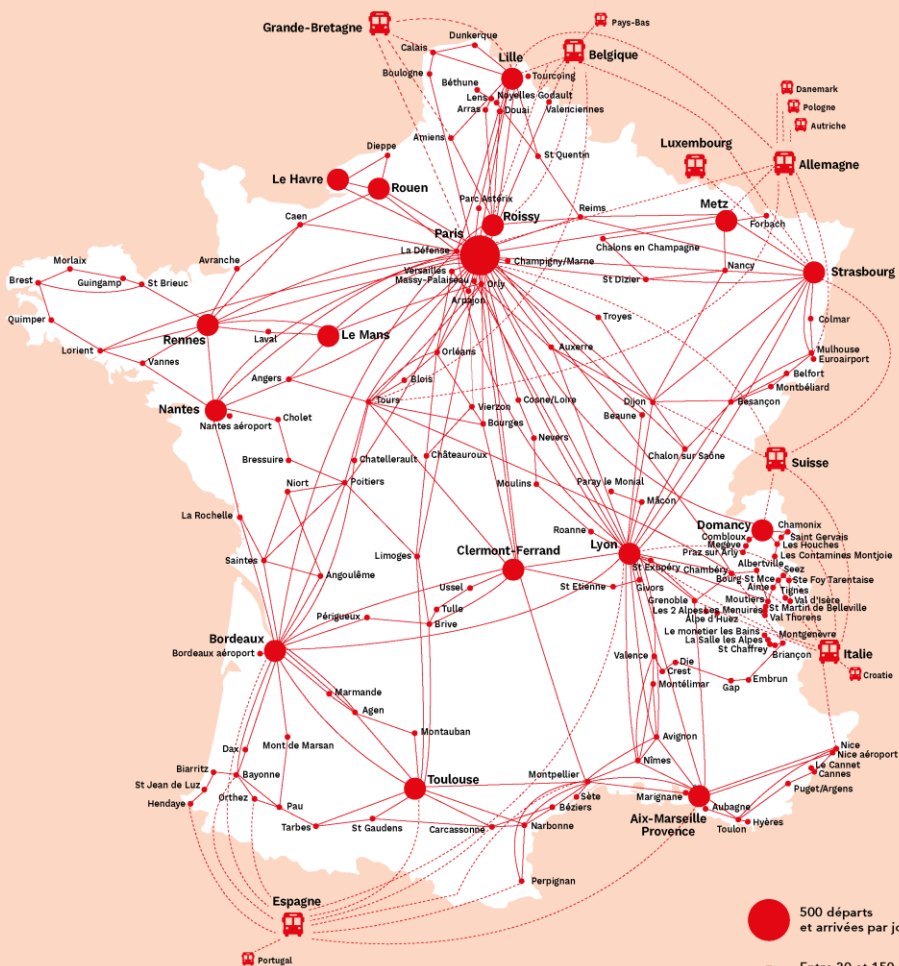 Grande-Bretagne
Pays-Bas
Dunkerque
Calais
Lille
Belgique
Boulogne
Tourcoing
Béthune
Lens
Noyelles Godault
Arras
Douai
Valenciennes
Danemark
Pologne
Autriche
Amiens
Dieppe
St Quentin
Luxembourg
Allemagne
Le Havre
Rouen
Parc Astérix
Reims
Metz
Roissy
Forbach
Caen
Paris
La Défense
Chalons en Champagne
Champigny/Marne
Nancy
Avranche
Versailles
Massy-Palaiseau
Orly
St Dizier
Strasbourg
Morlaix
Brest
Guingamp
St Brieuc
Arpajon
Quimper
Rennes
Laval
Le Mans
Troyes
Colmar
Lorient
Vannes
Orléans
Auxerre
Mulhouse
Euroairport
Angers
Blois
Belfort
Montbéliard
Nantes
Nantes aéroport
Cholet
Tours
Vierzon
Cosne/Loire
Dijon
Beaune
Besançon
Bourges
Nevers
Bressuire
Chatellerault
Châteauroux
Chalon sur Saône
Suisse
Niort
Poitiers
Moulins
Paray le Monial
Mâcon
La Rochelle
Domancy
Chamonix
Combloux
Saint Gervais
Megève
Les Houches
Praz sur Arly
Les Contamines Montjoie
Roanne
Lyon
Saintes
Limoges
Clermont-Ferrand
St Exupéry
Chambéry
Albertville
Seez
Bourg-St Mce
Ste Foy Tarentaise
Angoulême
Ussel
St Etienne
Givors
Aime
Tignes
Val d'Isère
Moutiers
Grenoble
Les 2 Alpes
Les Menuires
St Martin de Belleville
Alpe d'Huez
Val Thorens
Périgueux
Tulle
Brive
Le monetier les Bains
Montgenèvre
La Salle les Alpes
St Chaffrey
Briançon
Italie
Croatie
Bordeaux
Bordeaux aéroport
Valence
Die
Crest
Montélimar
Gap
Embrun
Marmande
Agen
Dax
Mont de Marsan
Montauban
Avignon
Nîmes
Nice
Nice aéroport
Le Cannet
Cannes
Biarritz
Bayonne
St Jean de Luz
Hendaye
Orthez
Pau
Toulouse
Montpellier
Sète
Béziers
Marignane
Aubagne
Puget/Argens
Tarbes
St Gaudens
Carcassonne
Narbonne
Aix-Marseille
Provence
Toulon
Hyères
Perpignan
Espagne
Portugal
500 départs
et arrivées par jo